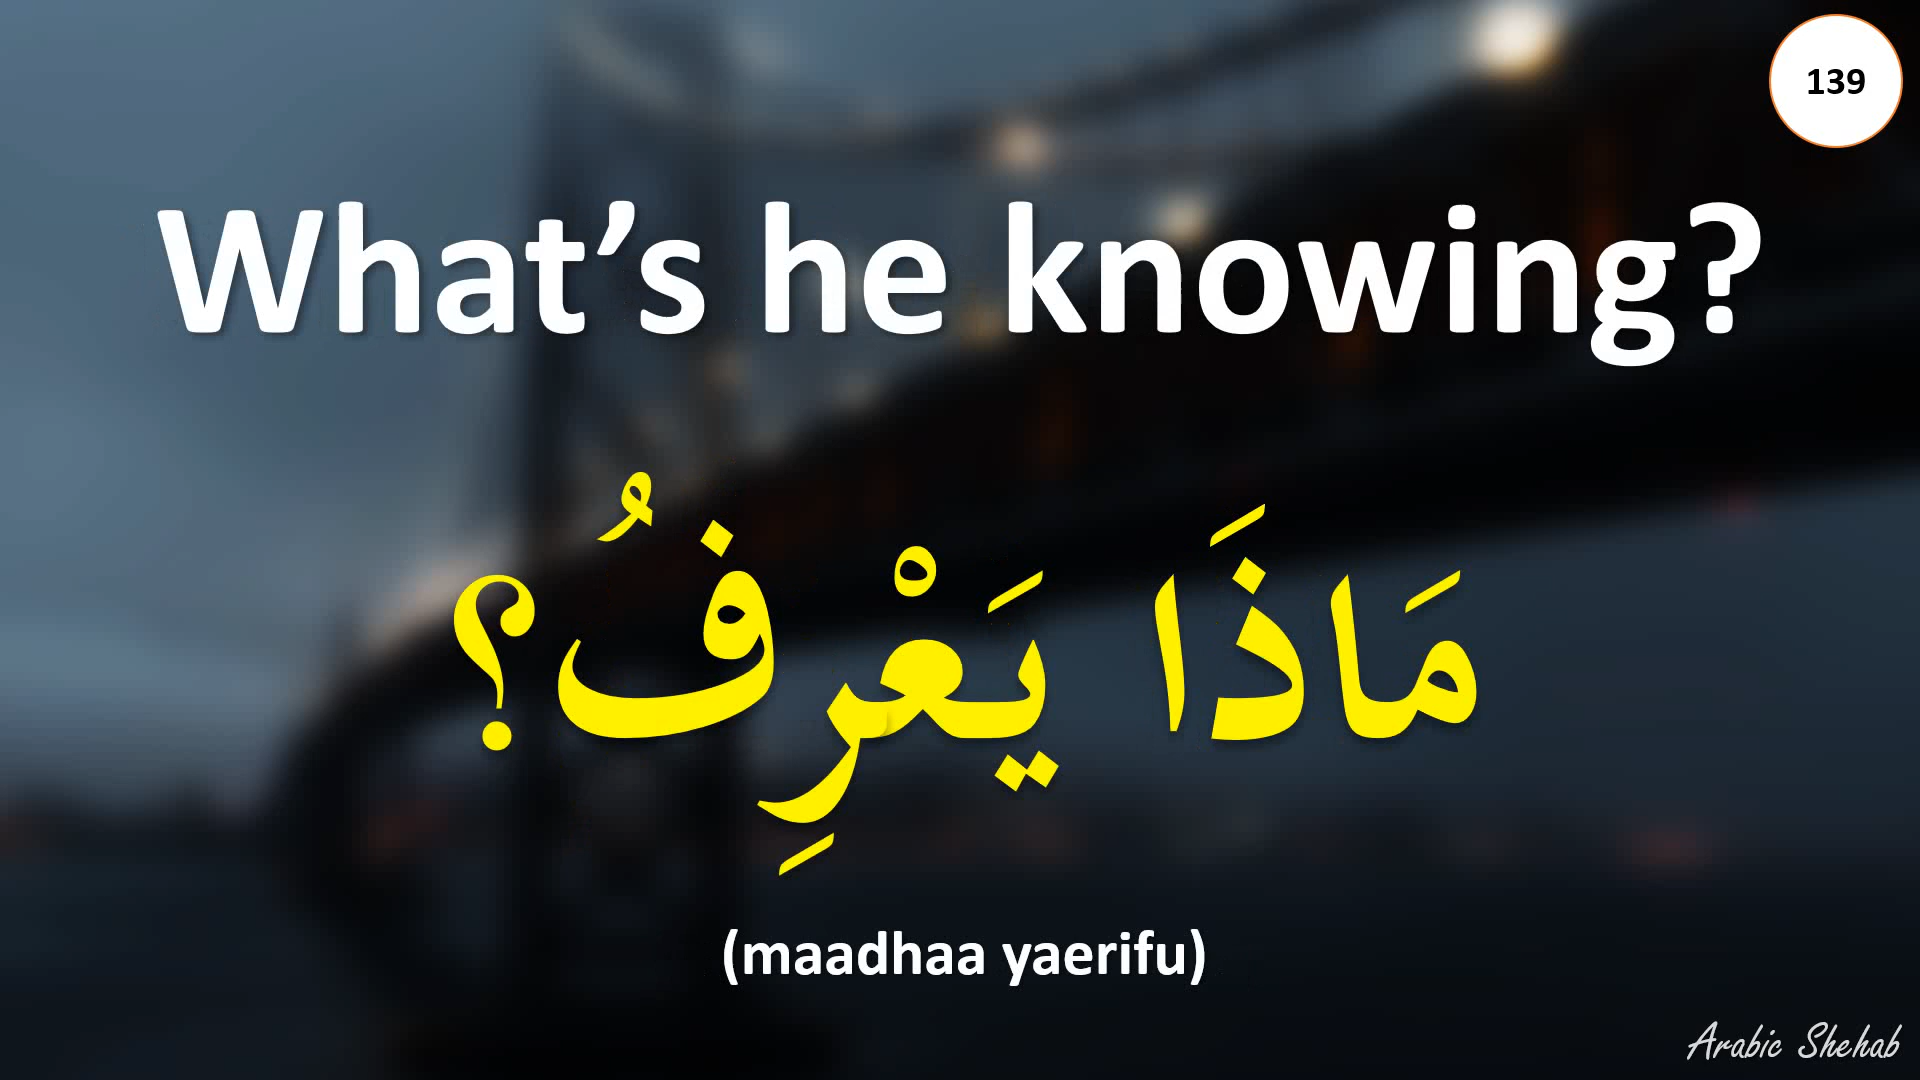 139
What’s he knowing?
مَاذَا يَعْرِفُ؟
(maadhaa yaerifu)
Arabic Shehab